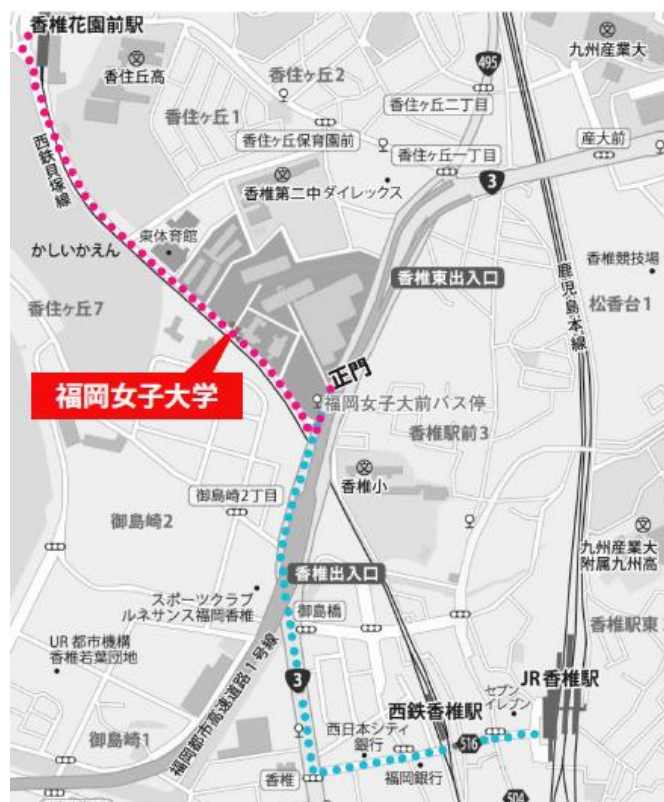 香椎花園前駅
香住丘高
香住ヶ丘2
九州産業大
495
香住ヶ丘二丁目
香住ヶ丘1
香住ヶ丘保育園前
産大前
香住ヶ丘一丁目
3
西鉄貝塚線
香椎第二中
ダイレックス
東体育館
かしいかえん
香椎東出入口
香椎競技場
松香台1
鹿児島本線
香住ヶ丘7
福岡女子大学
正門
福岡女子大前バス停
香椎駅前3
香椎小
御島崎2丁目
御島崎2
九州産業大
附属九州高
香椎出入口
スポーツクラブ
ルネサンス福岡香椎
御島橋
香椎駅東
UR都市機構
香椎若葉団地
JR香椎駅
3
セブン
イレブン
西鉄香椎駅
福岡都市高速道路1号線
西日本シティ
銀行
516
御島崎1
香椎
福岡銀行
504